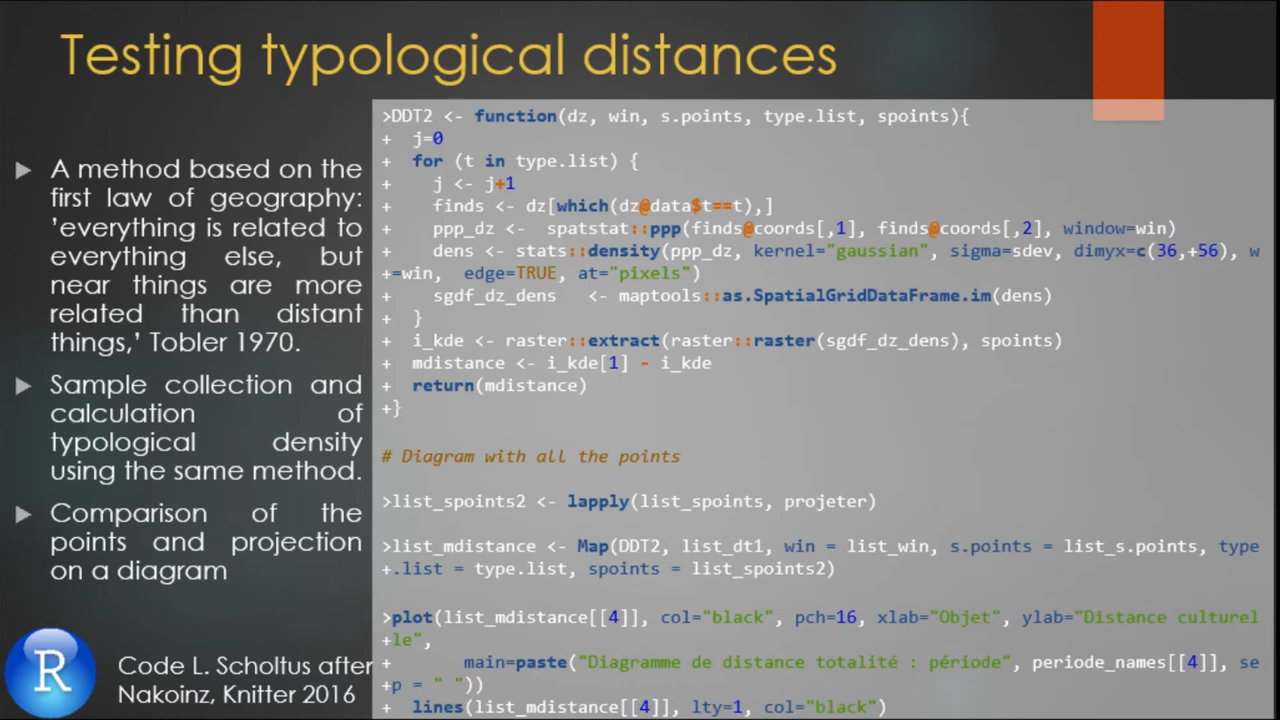 Testing typological distances
A method based on the
first law of geography:
’everything is related to
everything else, but
near things are more
related than distant
things,’ Tobler 1970.
Sample collection and
calculation of
typological density
using the same method.
Comparison of the
points and projection
on a diagram
R
Code L. Scholtus after
Nakoinz, Knitter 2016
>DDT2 <- function(dz, win, s.points, type.list, spoints){
+  j=0
+  for (t in type.list) {
+    j <- j+1
+    finds <- dz[which(dz@data$t==t),]
+    ppp_dz <-  spatstat::ppp(finds@coords[,1], finds@coords[,2], window=win)
+    dens <- stats::density(ppp_dz, kernel="gaussian", sigma=sdev, dimyx=c(36,+56), w
+=win,   edge=TRUE, at="pixels")
+    sgdf_dz_dens   <- maptools::as.SpatialGridDataFrame.im(dens)
+  }
+  i_kde <- raster::extract(raster::raster(sgdf_dz_dens), spoints)
+  mdistance <- i_kde[1] - i_kde
+  return(mdistance)
+}
# Diagram with all the points
>list_spoints2 <- lapply(list_spoints, projeter)
>list_mdistance <- Map(DDT2, list_dt1, win = list_win, s.points = list_s.points, type
+.list = type.list, spoints = list_spoints2)
>plot(list_mdistance[[4]], col="black", pch=16, xlab="Objet", ylab="Distance culturel
+le",
+       main=paste("Diagramme de distance totalité : période", periode_names[[4]], se
+p = " "))
+  lines(list_mdistance[[4]], lty=1, col="black")